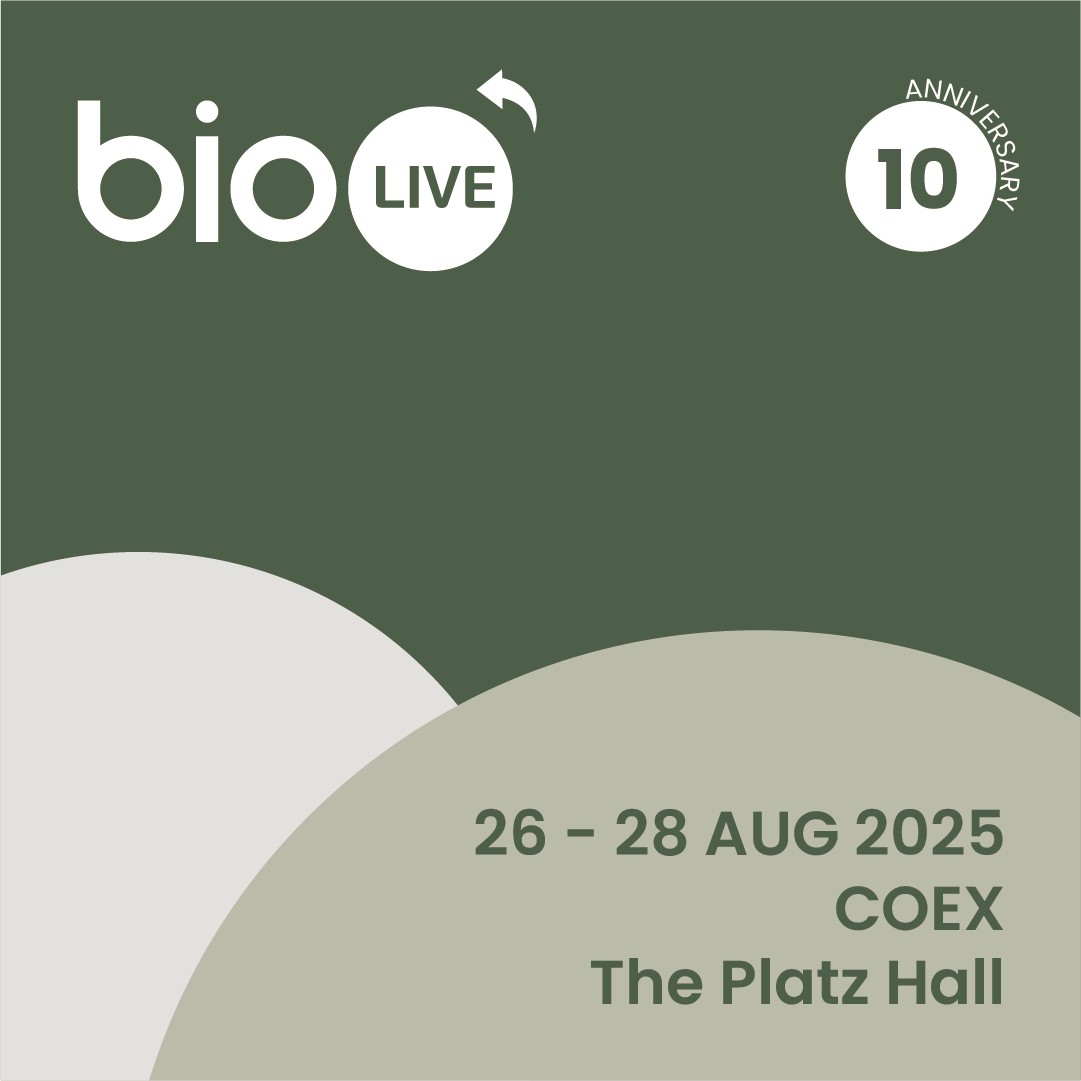 bio LIVE
10
ANNIVERSARY
26 - 28 AUG 2025
COEX
The Platz Hall